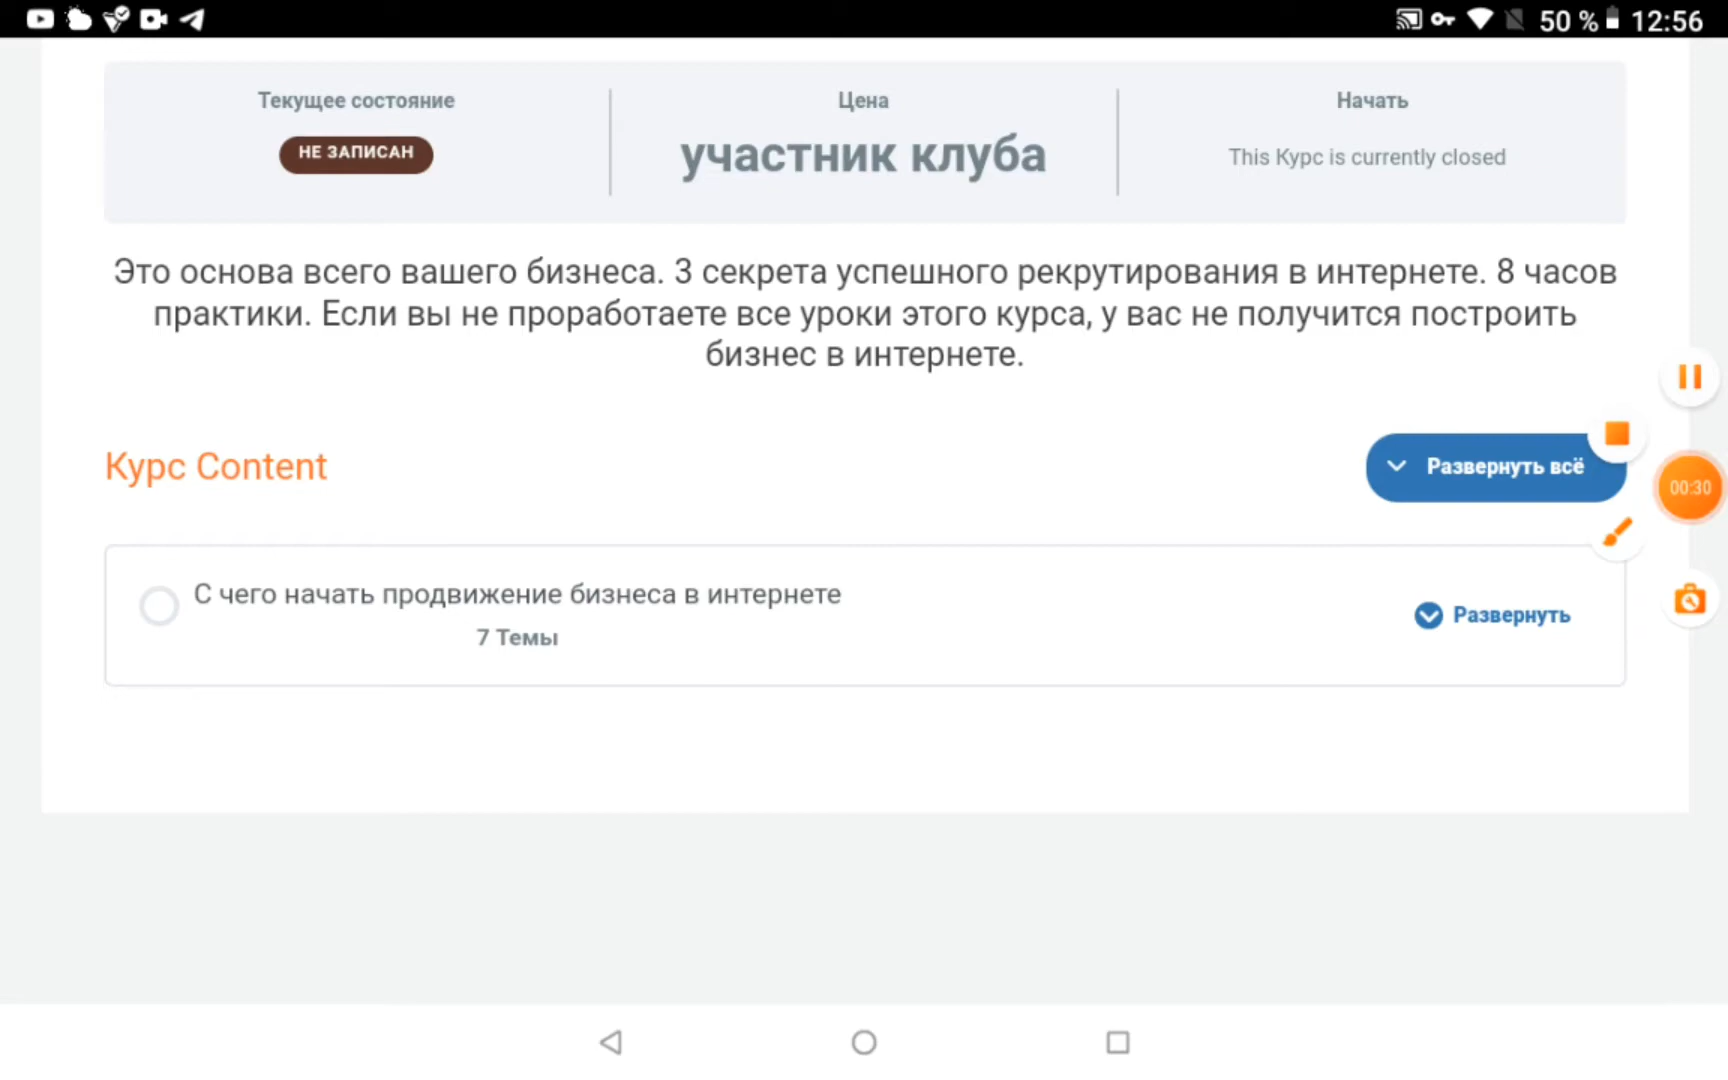 50 % 12:56
Текущее состояние
НЕ ЗАПИСАН
Цена
участник клуба
Начать
This Курс is currently closed
Это основа всего вашего бизнеса. 3 секрета успешного рекрутирования в интернете. 8 часов
практики. Если вы не проработаете все уроки этого курса, у вас не получится построить
бизнес в интернете.
Курс Content
Развернуть всё
00:30
С чего начать продвижение бизнеса в интернете
7 Темы
Развернуть